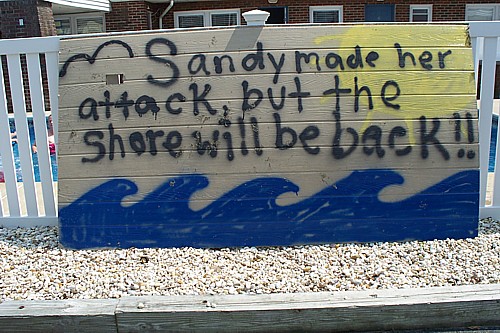 Sandy made her
attack, but the
Shore will be back!!